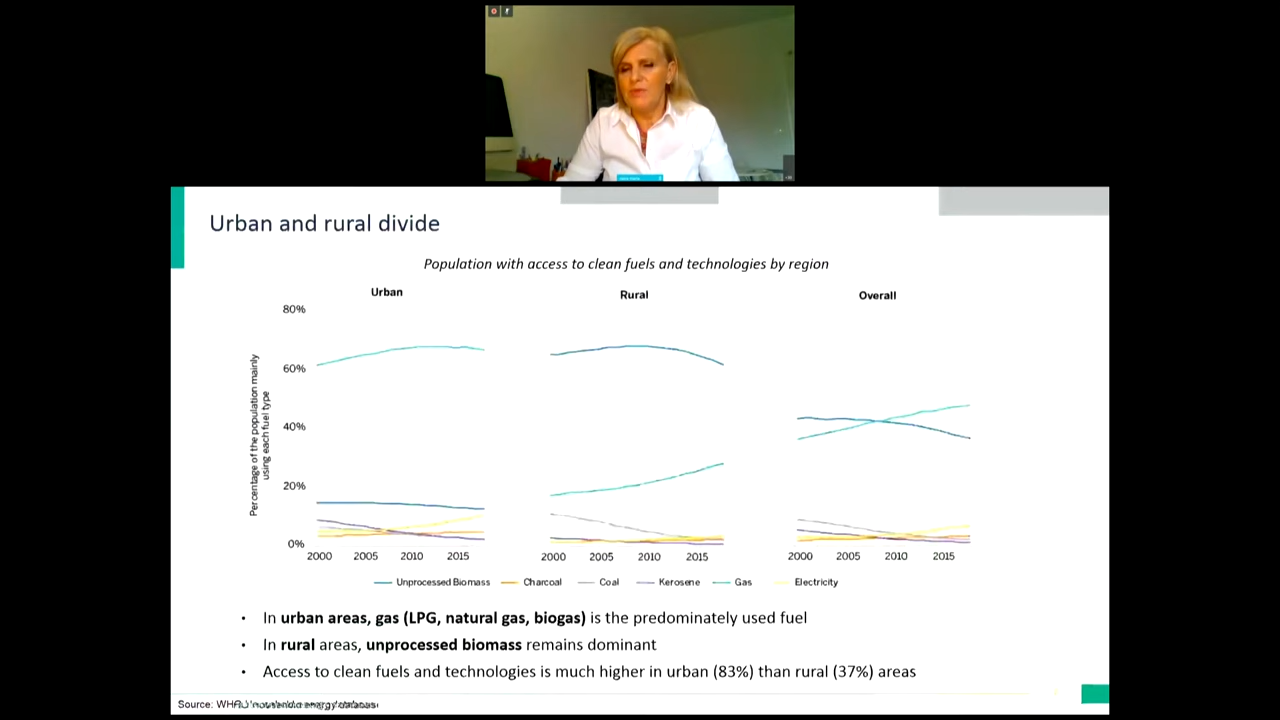 Urban and rural divide
Population with access to clean fuels and technologies by region
Urban
Rural
Overall
Percentage of the population mainly
using each fuel type
80%
60%
40%
20%
0%
2000 2005 2010 2015
2000 2005 2010 2015
2000 2005 2010 2015
Unprocessed Biomass Charcoal Coal Kerosene Gas Electricity
• In urban areas, gas (LPG, natural gas, biogas) is the predominately used fuel
• In rural areas, unprocessed biomass remains dominant
• Access to clean fuels and technologies is much higher in urban (83%) than rural (37%) areas
Source: